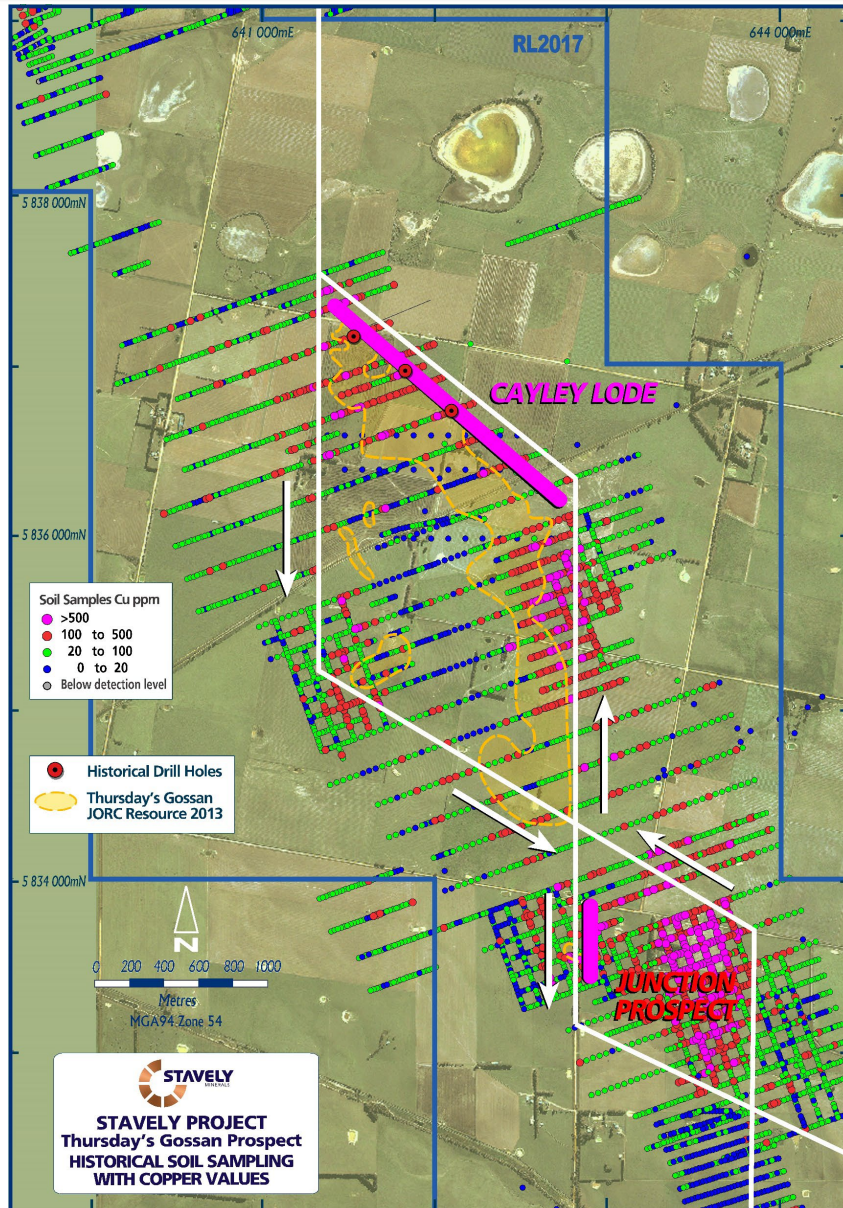 641 000mE
644 000mE
RL2017
5 838 000mN
CAYLEY LODE
5 836 000mN
Soil Samples Cu ppm
>500
100 to 500
20 to 100
0 to 20
Below detection level
Historical Drill Holes
Thursday's Gossan
JORC Resource 2013
5 834 000mN
N
0 200 400 600 800 1000
Metres
MGA94 Zone 54
JUNCTION
PROSPECT
STAVELY
MINERALS
STAVELY PROJECT
Thursday's Gossan Prospect
HISTORICAL SOIL SAMPLING
WITH COPPER VALUES